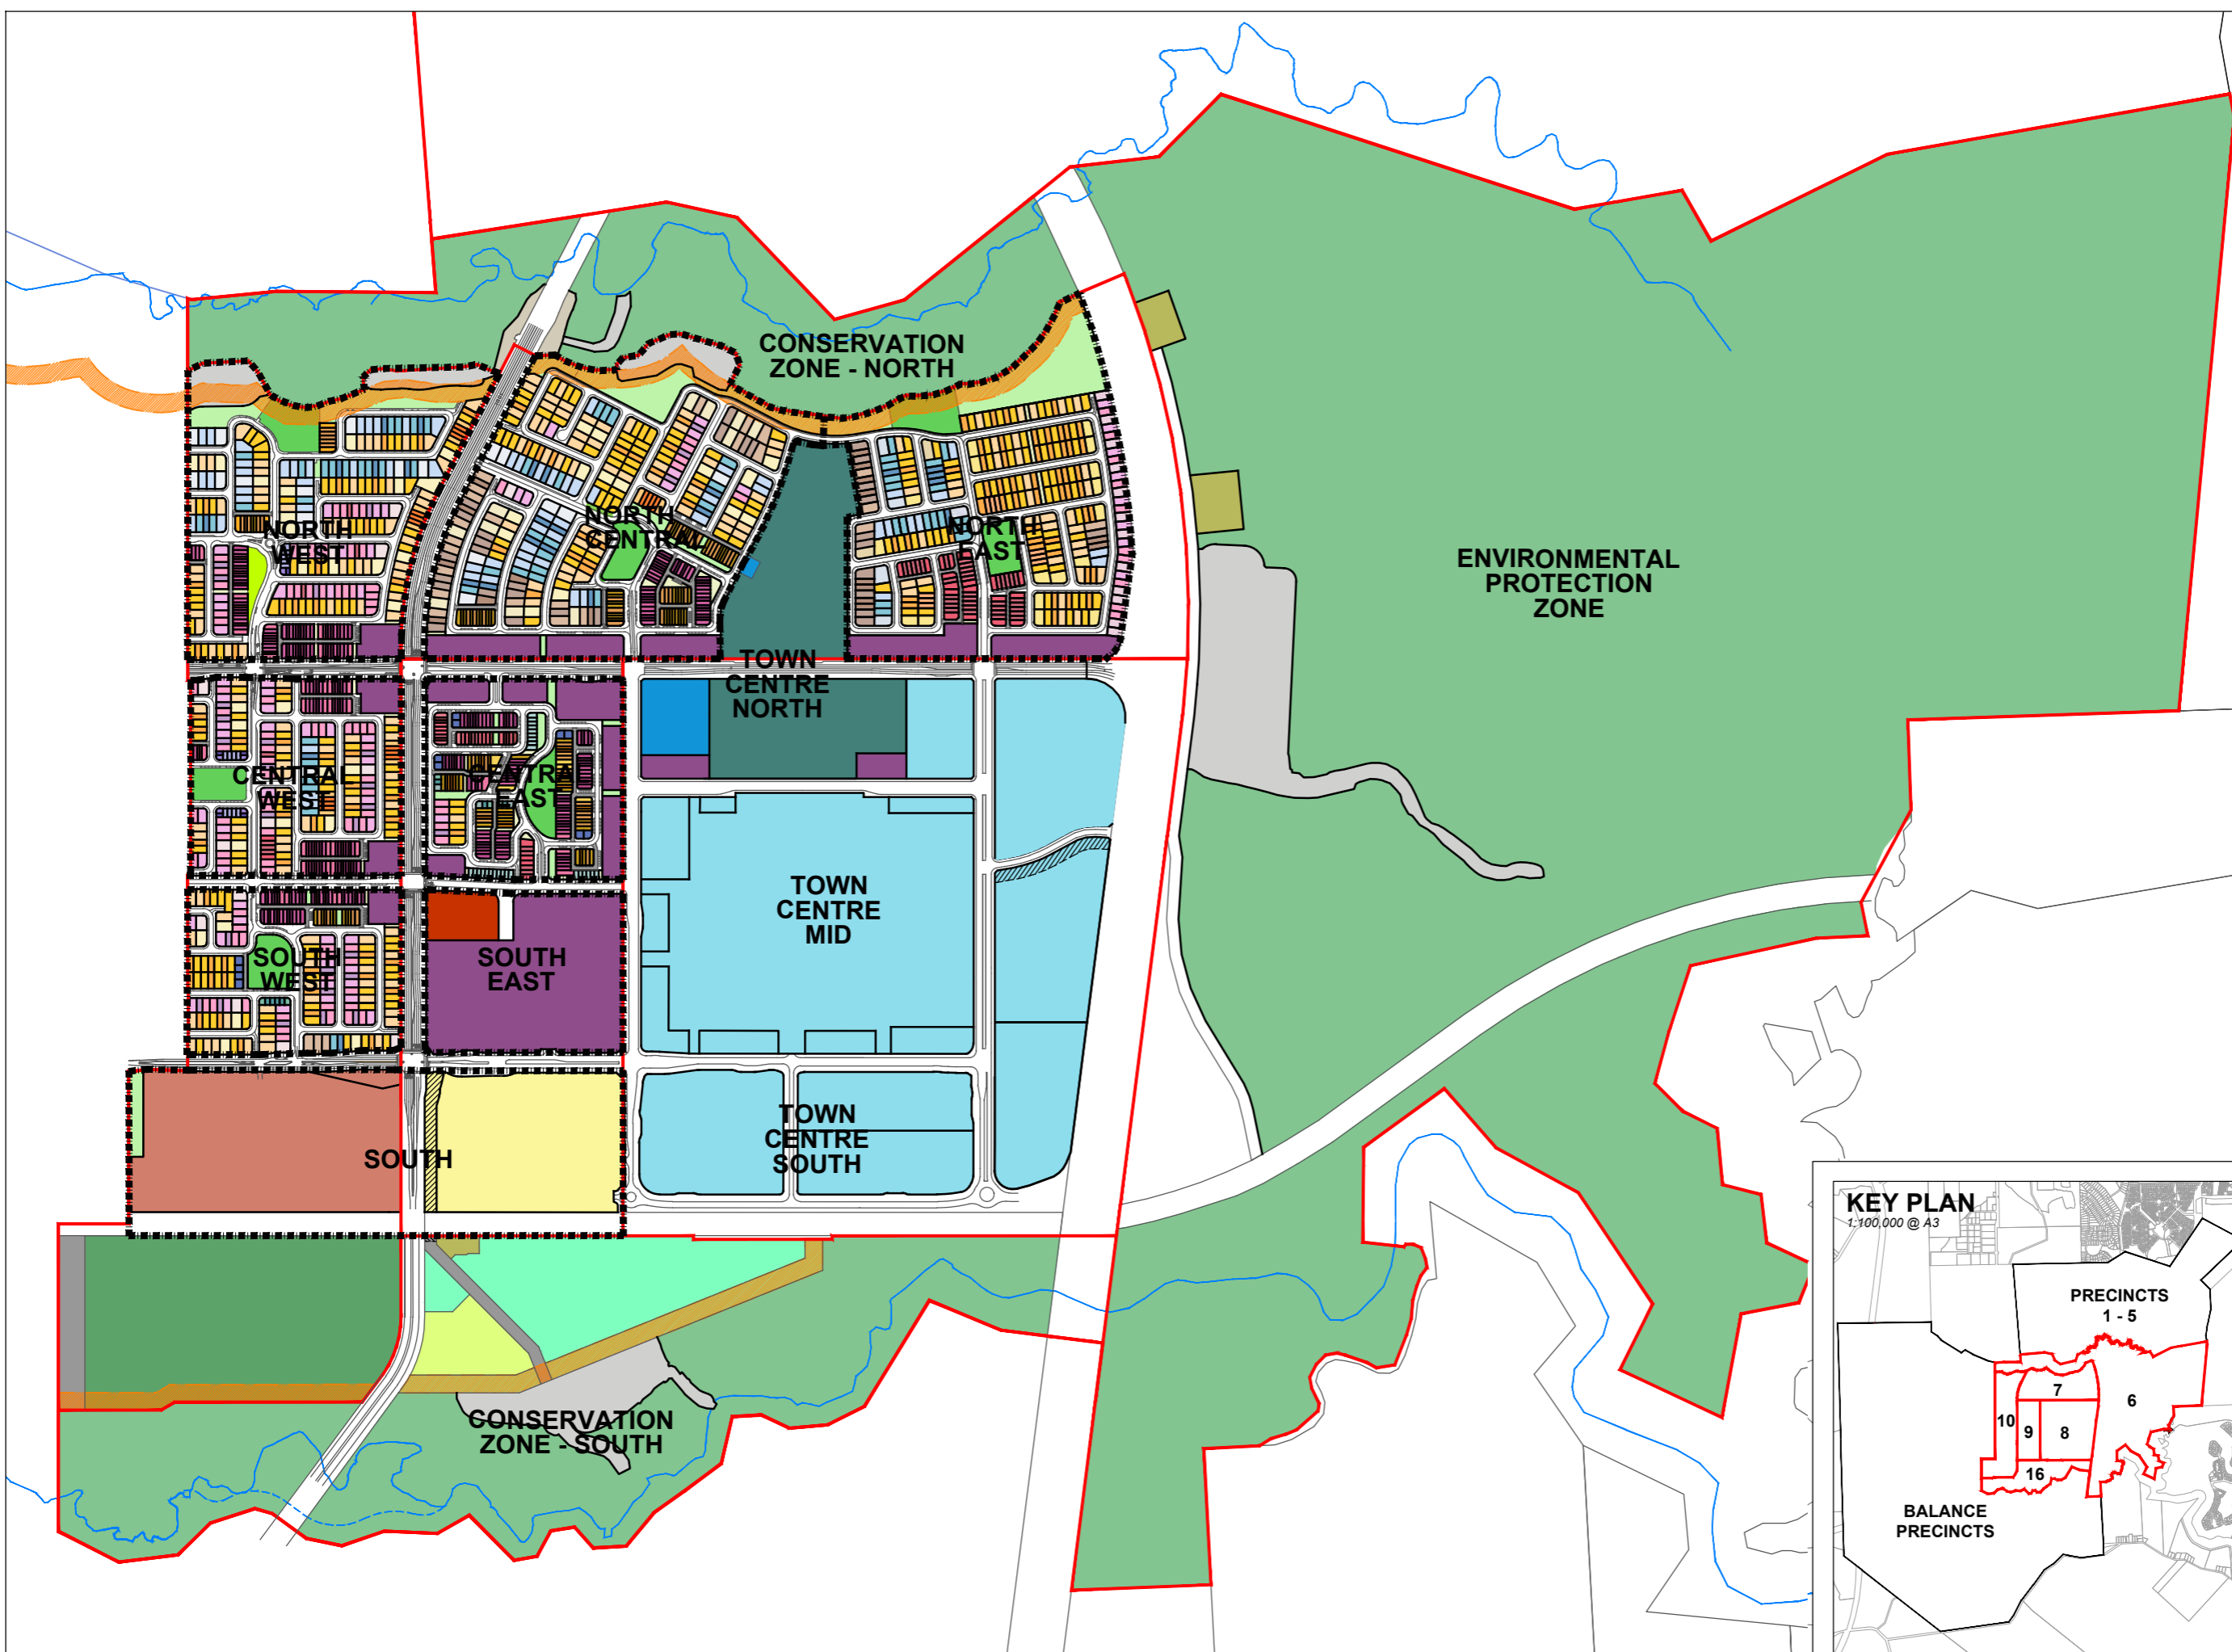 CONSERVATION
ZONE - NORTH
NORTH
WEST
NORTH
CENTRAL
NORTH
EAST
ENVIRONMENTAL
PROTECTION
ZONE
TOWN
CENTRE
NORTH
CENTRAL
WEST
CENTRAL
EAST
TOWN
CENTRE
MID
SOUTH
WEST
SOUTH
EAST
TOWN
CENTRE
SOUTH
SOUTH
CONSERVATION
ZONE - SOUTH
KEY PLAN
1:100,000 @ A3
PRECINCTS
1 - 5
7
6
10
9
8
16
BALANCE
PRECINCTS